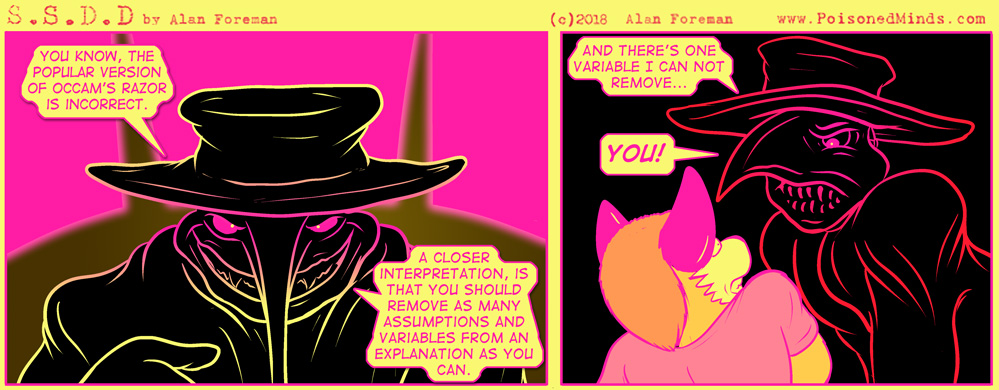 S.S.D.D by Alan Foreman
(c)2018 Alan Foreman www.PoisonedMinds.com
YOU KNOW, THE
POPULAR VERSION
OF OCCAM'S RAZOR
IS INCORRECT.
A CLOSER
INTERPRETATION, IS
THAT YOU SHOULD
REMOVE AS MANY
ASSUMPTIONS AND
VARIABLES FROM AN
EXPLANATION AS YOU
CAN.
AND THERE'S ONE
VARIABLE I CAN NOT
REMOVE...
YOU!